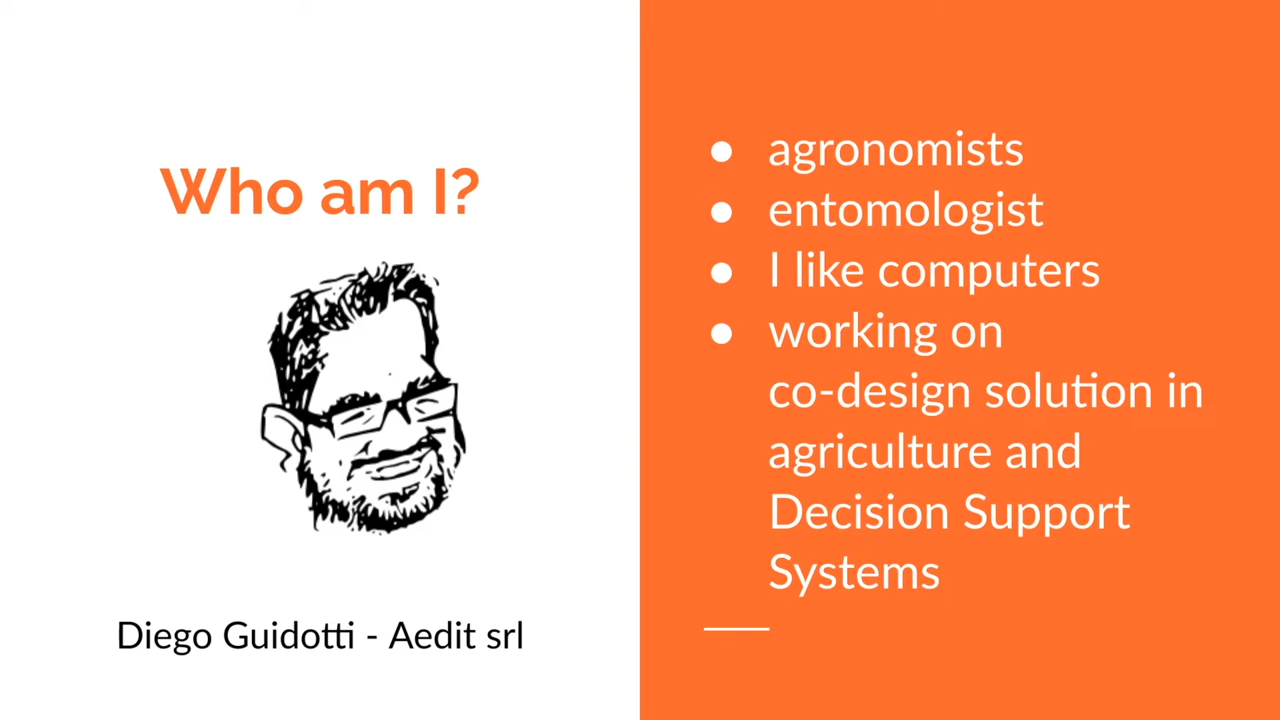 Who am I?
Diego Guidotti - Aedit srl
● agronomists
● entomologist
● I like computers
● working on
co-design solution in
agriculture and
Decision Support
Systems